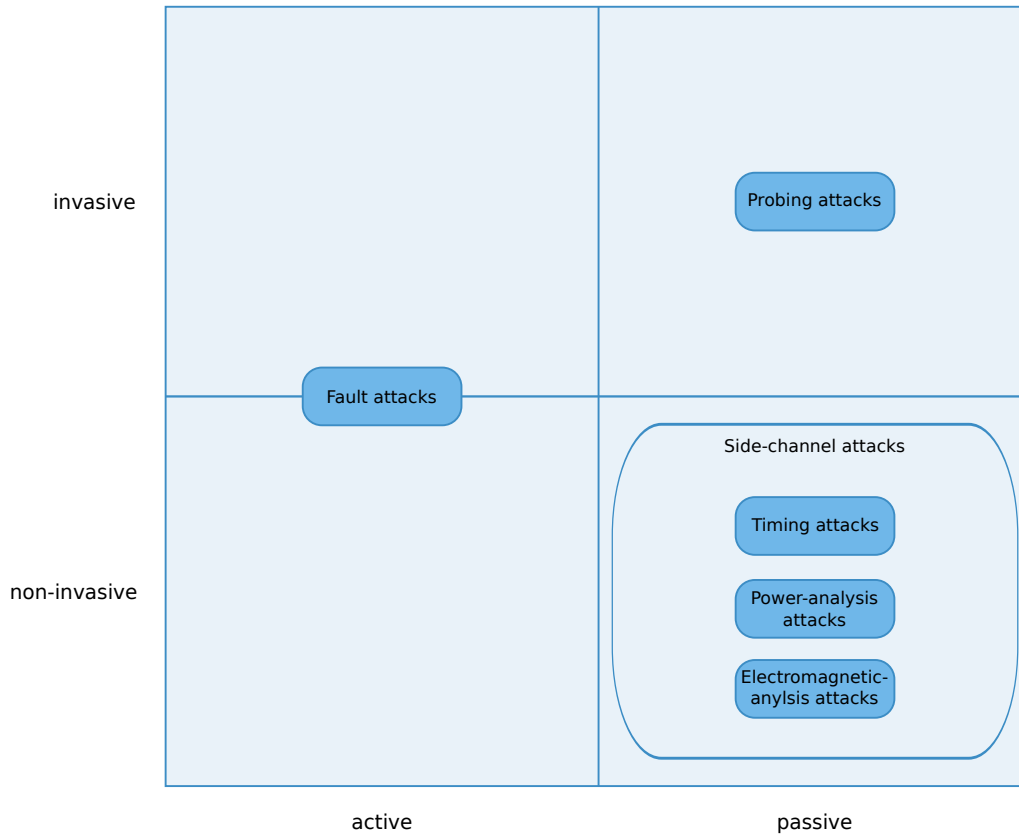 invasive
Probing attacks
Fault attacks
Side-channel attacks
Timing attacks
non-invasive
Power-analysis
attacks
Electromagnetic-
anylsis attacks
active
passive